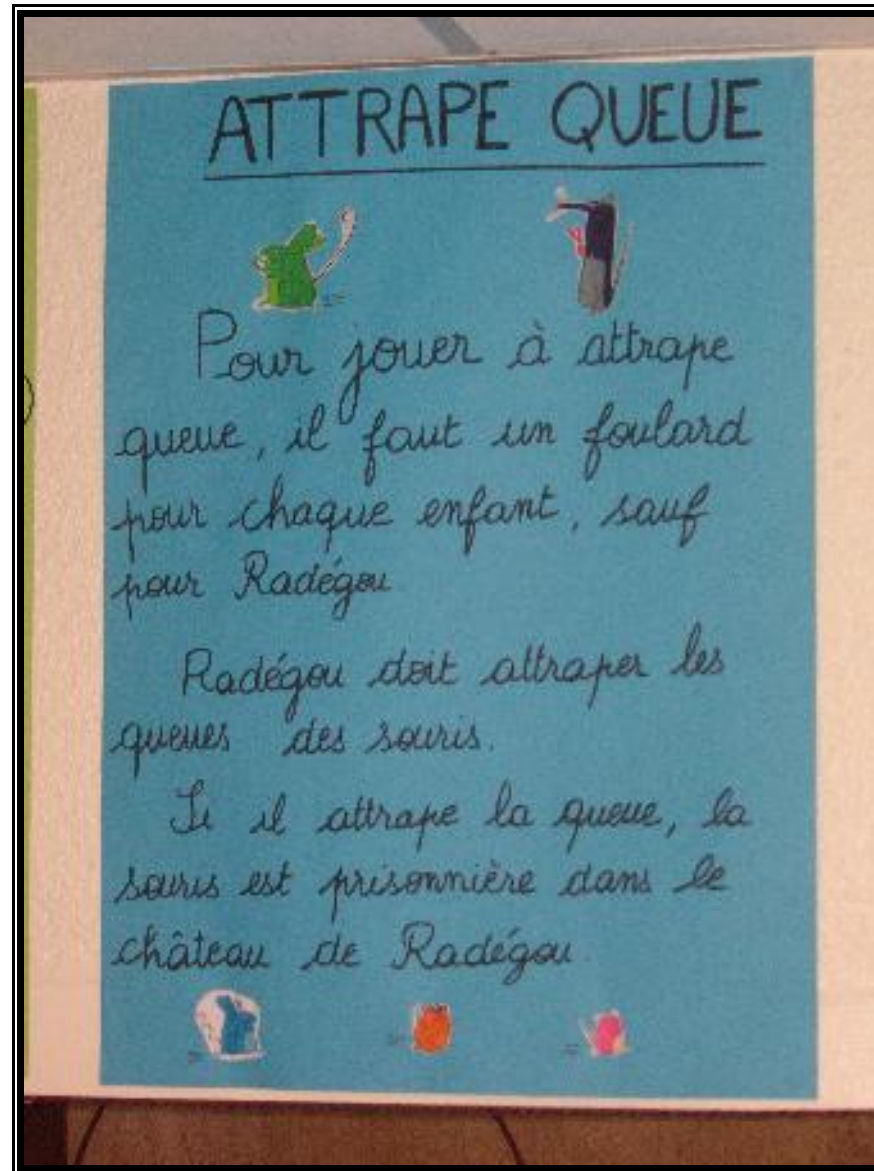 ATTRAPE QUEUE
Pour jouer à attrape
queue, il faut un foulard
pour chaque enfant, sauf
pour Radégou
Radégou doit attraper les
queues des souris.
Si il attrape la queue, la
souris est prisonnière dans le
château de Radégou.